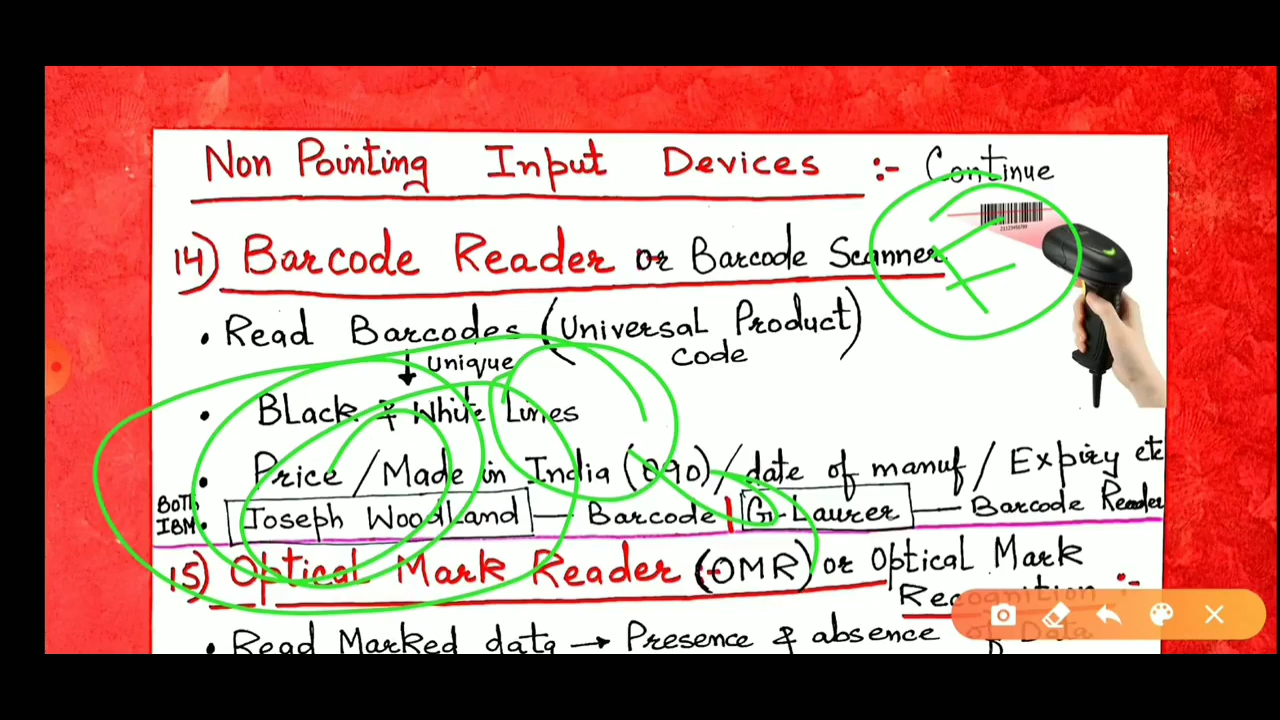 Non Pointing Input Devices :- Continue
14) Barcode Reader or Barcode Scanner
• Read Barcodes (Universal Product code)
↓ unique
• BLack & White Lines
• Price / Made in India (890) / date of manuf / Expiry etc
BOTH IBM • Joseph Woodland — Barcode | G-Laurer — Barcode Reader
15) Optical Mark Reader (OMR) or Optical Mark
Recognition :-
• Read Marked data → Presence & absence of Data